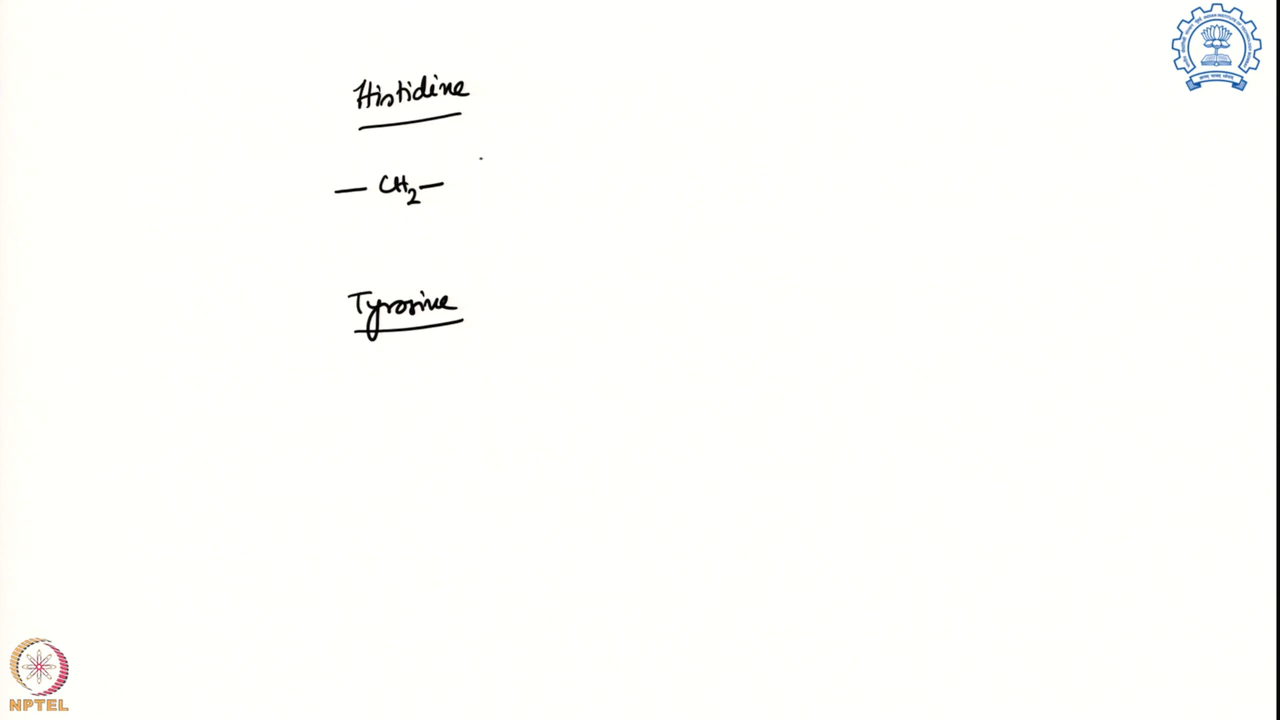 Histidine
— CH2 —
Tyrosine
NPTEL